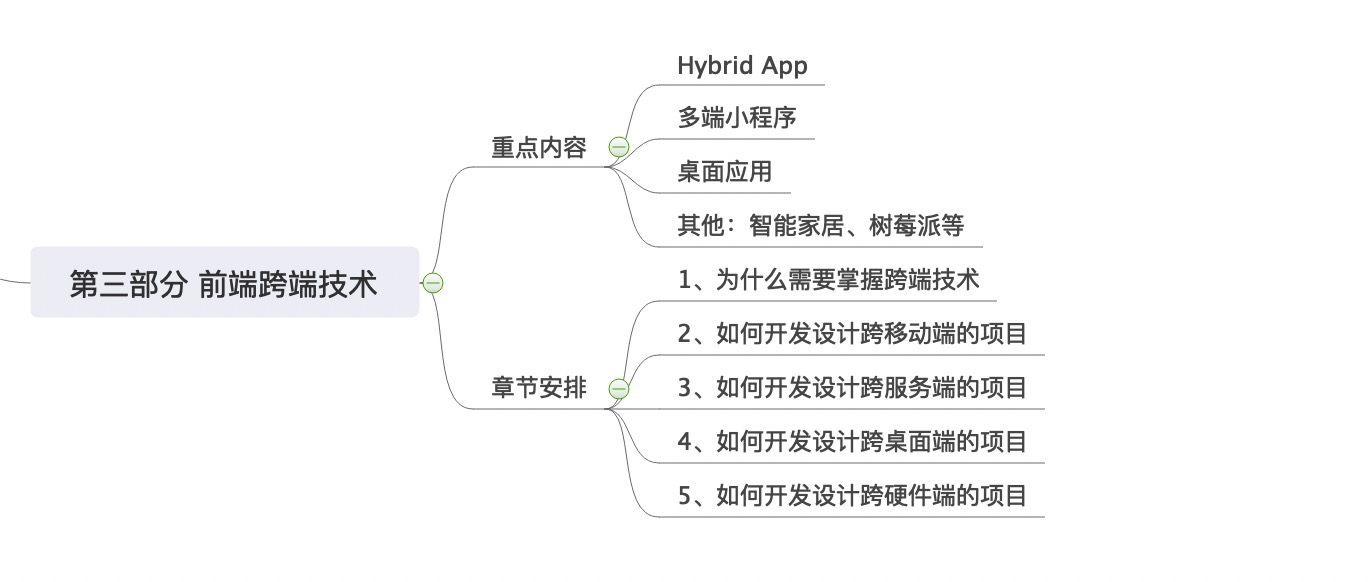 第三部分 前端跨端技术
重点内容
Hybrid App
多端小程序
桌面应用
其他：智能家居、树莓派等
章节安排
1、为什么需要掌握跨端技术
2、如何开发设计跨移动端的项目
3、如何开发设计跨服务端的项目
4、如何开发设计跨桌面端的项目
5、如何开发设计跨硬件端的项目